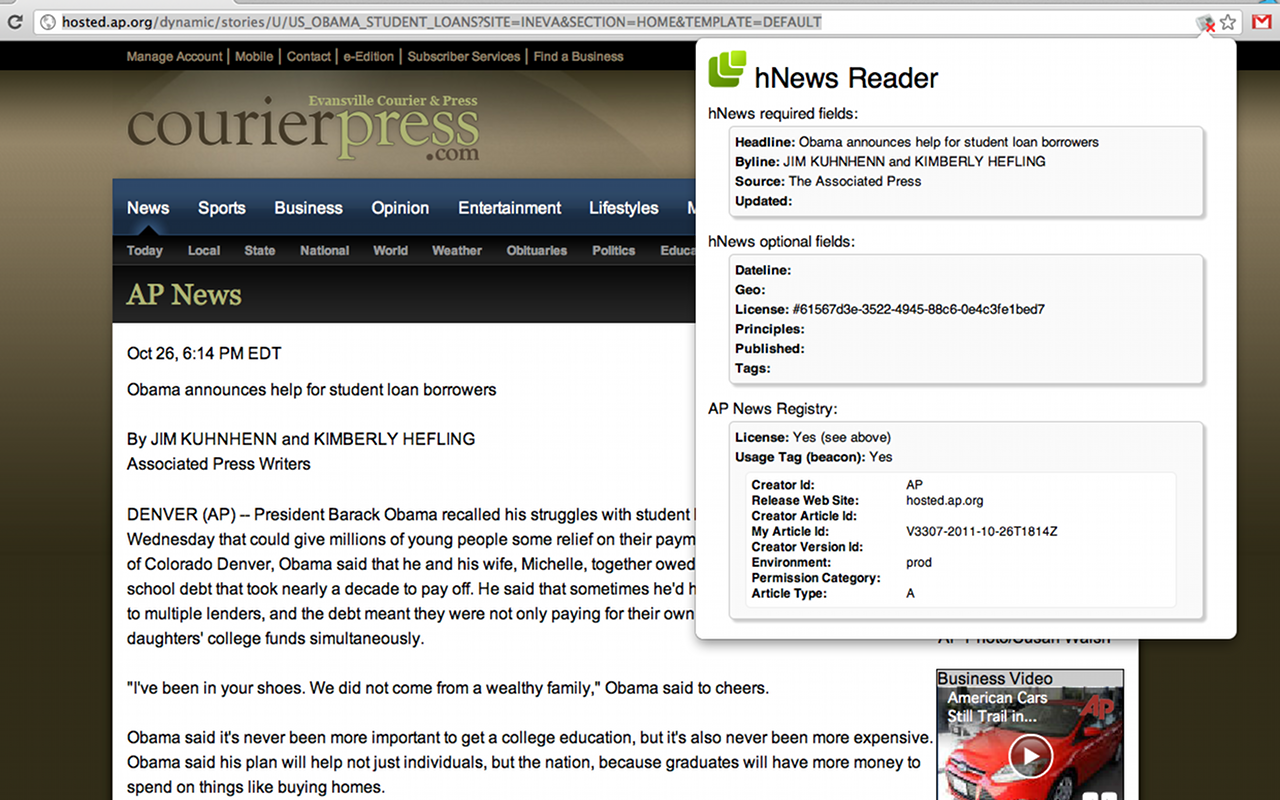 hosted.ap.org/dynamic/stories/U/US_OBAMA_STUDENT_LOANS?SITE=INEVA&SECTION=HOME&TEMPLATE=DEFAULT
Manage Account | Mobile | Contact | e-Edition | Subscriber Services | Find a Business
Evansville Courier & Press
courierpress
.com
News Sports Business Opinion Entertainment Lifestyles M
Today Local State National World Weather Obituaries Politics Educa
AP News
Oct 26, 6:14 PM EDT
Obama announces help for student loan borrowers
By JIM KUHNHENN and KIMBERLY HEFLING
Associated Press Writers
DENVER (AP) -- President Barack Obama recalled his struggles with student
Wednesday that could give millions of young people some relief on their paym
of Colorado Denver, Obama said that he and his wife, Michelle, together owed
school debt that took nearly a decade to pay off. He said that sometimes he'd h
to multiple lenders, and the debt meant they were not only paying for their own
daughters' college funds simultaneously.
"I've been in your shoes. We did not come from a wealthy family," Obama said to cheers.
Obama said it's never been more important to get a college education, but it's also never been more expensive.
Obama said his plan will help not just individuals, but the nation, because graduates will have more money to
spend on things like buying homes.
hNews Reader
hNews required fields:
Headline: Obama announces help for student loan borrowers
Byline: JIM KUHNHENN and KIMBERLY HEFLING
Source: The Associated Press
Updated:
hNews optional fields:
Dateline:
Geo:
License: #61567d3e-3522-4945-88c6-0e4c3fe1bed7
Principles:
Published:
Tags:
AP News Registry:
License: Yes (see above)
Usage Tag (beacon): Yes
Creator Id: AP
Release Web Site: hosted.ap.org
Creator Article Id:
My Article Id: V3307-2011-10-26T1814Z
Creator Version Id:
Environment: prod
Permission Category:
Article Type: A
AP Photo/Susan Walsh
Business Video
American Cars
Still Trail in...
AP